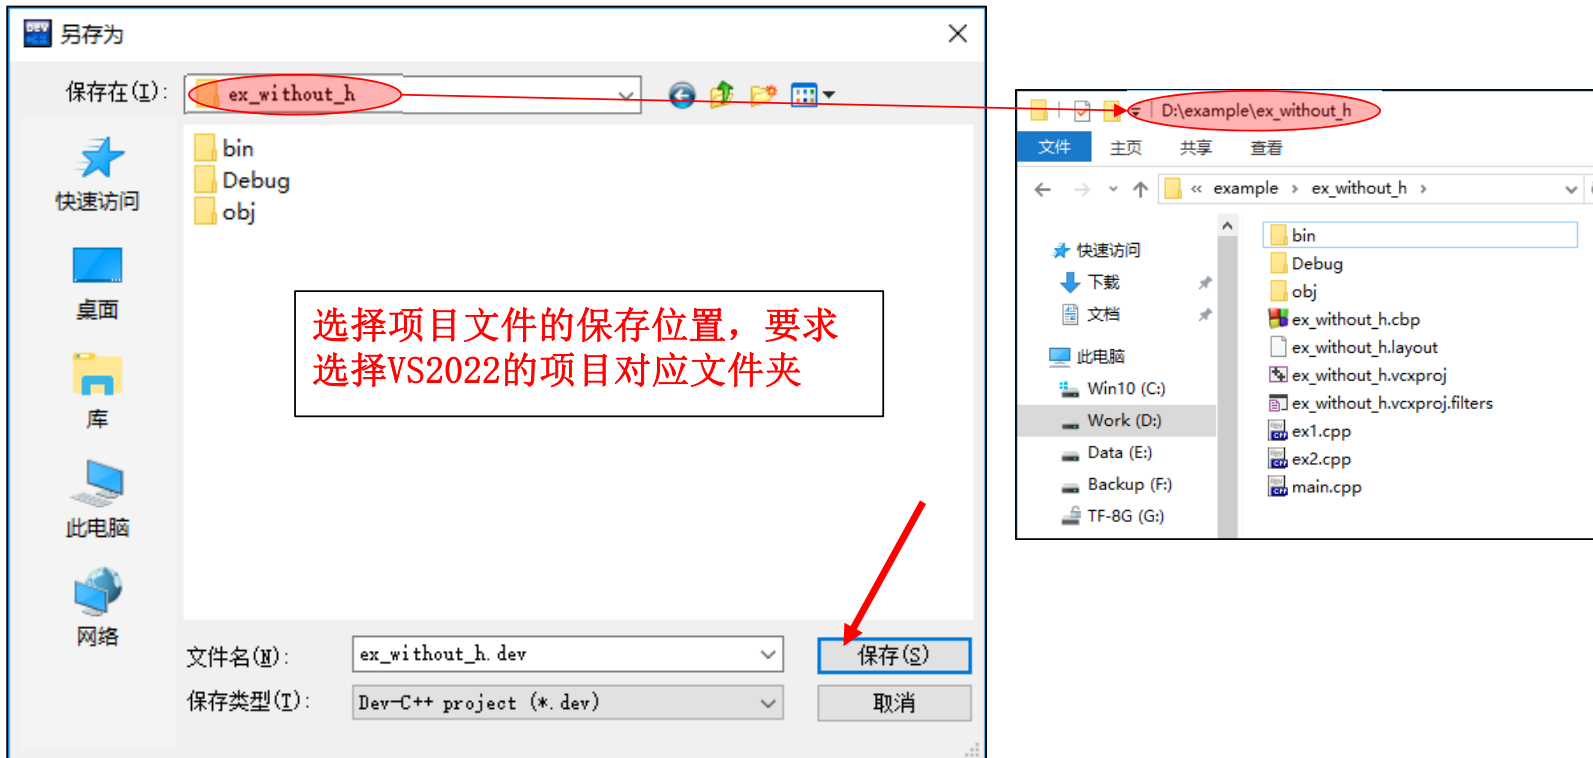 另存为
保存在(I):
ex_without_h
快速访问
桌面
库
此电脑
网络
bin
Debug
obj
选择项目文件的保存位置，要求
选择VS2022的项目对应文件夹
文件名(N):
ex_without_h.dev
保存(S)
保存类型(T):
Dev-C++ project (*.dev)
取消
D:\example\ex_without_h
文件
主页
共享
查看
« example › ex_without_h ›
快速访问
下载
文档
此电脑
Win10 (C:)
Work (D:)
Data (E:)
Backup (F:)
TF-8G (G:)
bin
Debug
obj
ex_without_h.cbp
ex_without_h.layout
ex_without_h.vcxproj
ex_without_h.vcxproj.filters
ex1.cpp
ex2.cpp
main.cpp